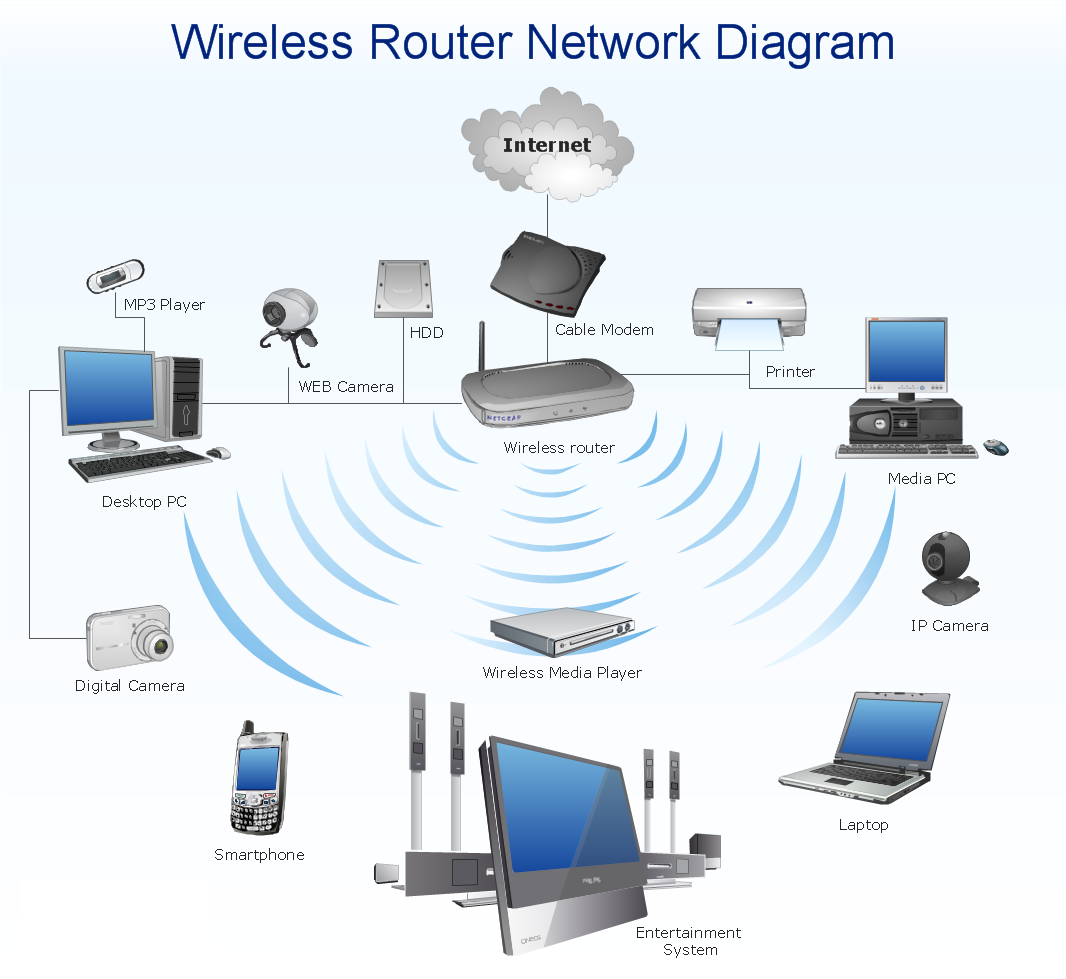 Wireless Router Network Diagram
Internet
MP3 Player
HDD
Cable Modem
WEB Camera
Printer
NETGEAR
Wireless router
Desktop PC
Media PC
IP Camera
Wireless Media Player
Digital Camera
Laptop
Smartphone
Entertainment
System